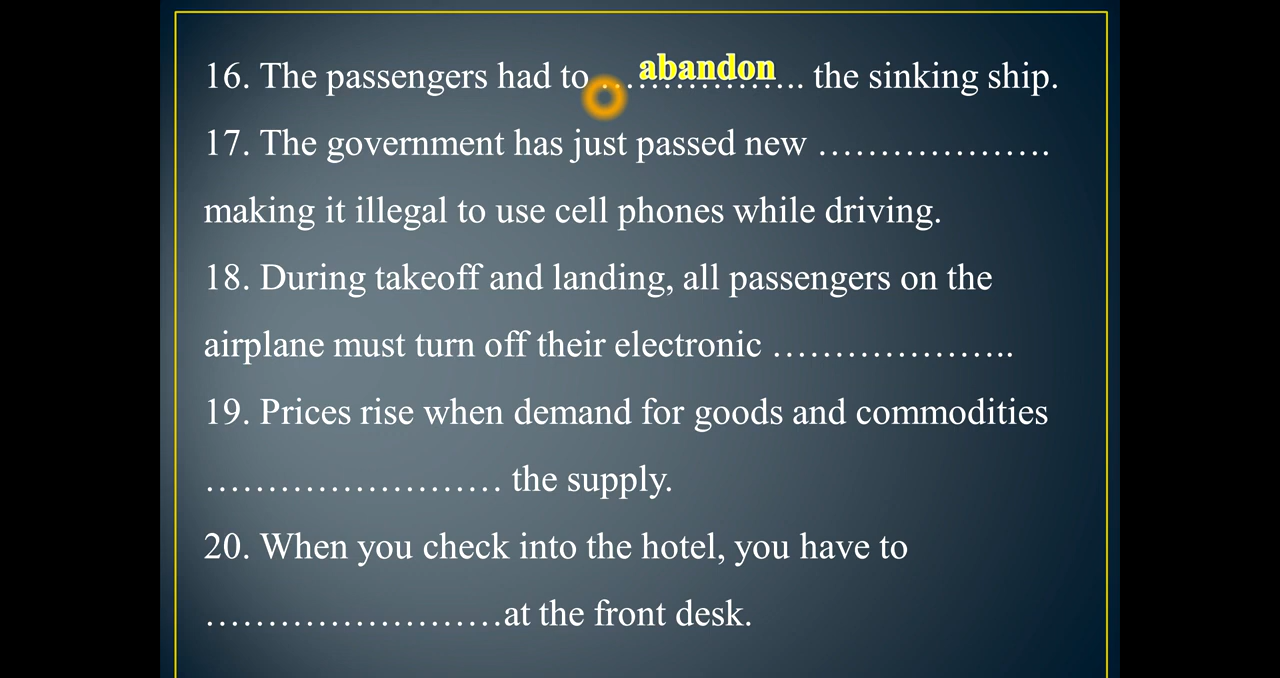 16. The passengers had to …abandon……………. the sinking ship.
17. The government has just passed new ………………….
making it illegal to use cell phones while driving.
18. During takeoff and landing, all passengers on the
airplane must turn off their electronic …………………..
19. Prices rise when demand for goods and commodities
……………………… the supply.
20. When you check into the hotel, you have to
………………………at the front desk.